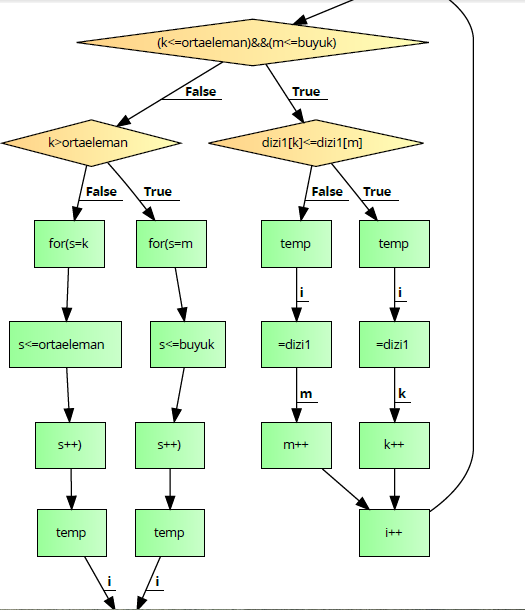 (k<=ortaeleman)&&(m<=buyuk)
False
True
k>ortaeleman
dizi1[k]<=dizi1[m]
False
True
False
True
for(s=k
for(s=m
temp
temp
i
i
s<=ortaeleman
s<=buyuk
=dizi1
=dizi1
m
k
s++)
s++)
m++
k++
temp
temp
i++
i
i